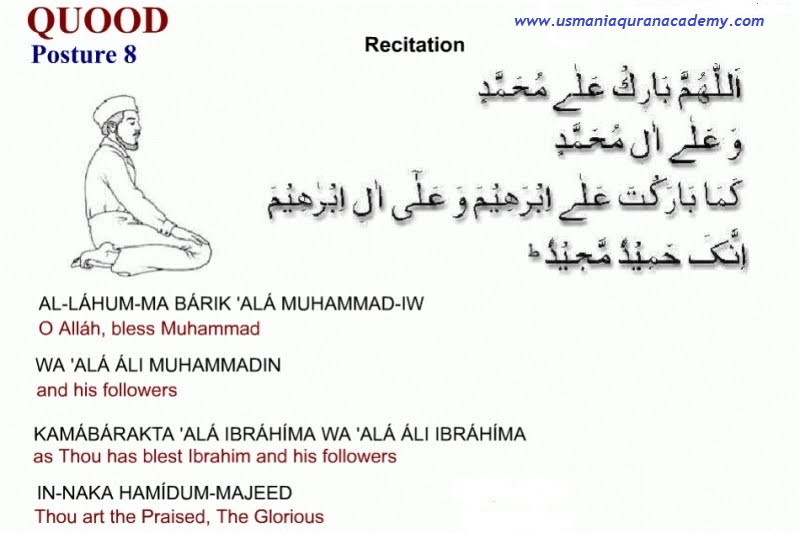 QUOOD
www.usmaniaquranacademy.com
Posture 8
Recitation
اَللّٰهُمَّ بَارِكْ عَلٰے مُحَمَّدٍ
وَ عَلٰے اٰلِ مُحَمَّدٍ
كَمَا بَارَكْتَ عَلٰے اِبْرٰهِيْمَ وَ عَلٰٓى اٰلِ اِبْرٰهِيْمَ
اِنَّكَ حَمِيْدٌ مَّجِيْدٌ ؕ
AL-LÁHUM-MA BÁRIK 'ALÁ MUHAMMAD-IW
O Alláh, bless Muhammad
WA 'ALÁ ÁLI MUHAMMADIN
and his followers
KAMÁBÁRAKTA 'ALÁ IBRÁHÍMA WA 'ALÁ ÁLI IBRÁHÍMA
as Thou has blest Ibrahim and his followers
IN-NAKA HAMÍDUM-MAJEED
Thou art the Praised, The Glorious